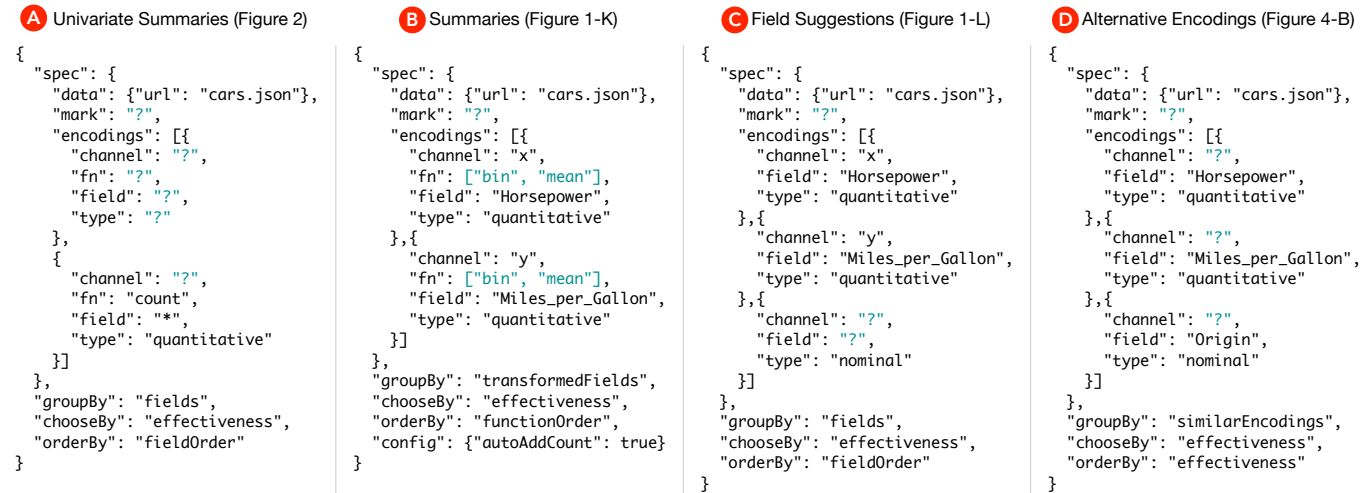 A Univariate Summaries (Figure 2)
{
  "spec": {
    "data": {"url": "cars.json"},
    "mark": "?",
    "encodings": [{
      "channel": "?",
      "fn": "?",
      "field": "?",
      "type": "?"
    },
    {
      "channel": "?",
      "fn": "count",
      "field": "*",
      "type": "quantitative"
    }]
  },
  "groupBy": "fields",
  "chooseBy": "effectiveness",
  "orderBy": "fieldOrder"
}
B Summaries (Figure 1-K)
{
  "spec": {
    "data": {"url": "cars.json"},
    "mark": "?",
    "encodings": [{
      "channel": "x",
      "fn": ["bin", "mean"],
      "field": "Horsepower",
      "type": "quantitative"
    },{
      "channel": "y",
      "fn": ["bin", "mean"],
      "field": "Miles_per_Gallon",
      "type": "quantitative"
    }]
  },
  "groupBy": "transformedFields",
  "chooseBy": "effectiveness",
  "orderBy": "functionOrder",
  "config": {"autoAddCount": true}
}
C Field Suggestions (Figure 1-L)
{
  "spec": {
    "data": {"url": "cars.json"},
    "mark": "?",
    "encodings": [{
      "channel": "x",
      "field": "Horsepower",
      "type": "quantitative"
    },{
      "channel": "y",
      "field": "Miles_per_Gallon",
      "type": "quantitative"
    },{
      "channel": "?",
      "field": "?",
      "type": "nominal"
    }]
  },
  "groupBy": "fields",
  "chooseBy": "effectiveness",
  "orderBy": "fieldOrder"
}
D Alternative Encodings (Figure 4-B)
{
  "spec": {
    "data": {"url": "cars.json"},
    "mark": "?",
    "encodings": [{
      "channel": "?",
      "field": "Horsepower",
      "type": "quantitative"
    },{
      "channel": "?",
      "field": "Miles_per_Gallon",
      "type": "quantitative"
    },{
      "channel": "?",
      "field": "Origin",
      "type": "nominal"
    }]
  },
  "groupBy": "similarEncodings",
  "chooseBy": "effectiveness",
  "orderBy": "effectiveness"
}